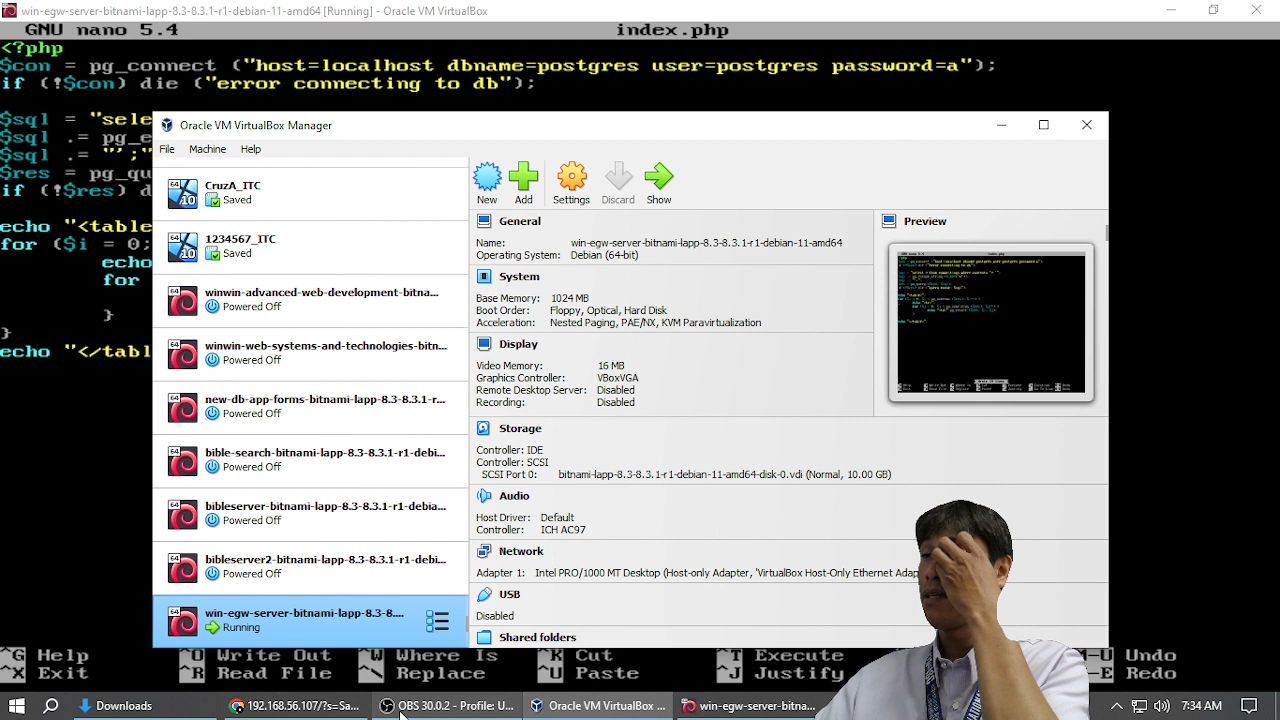 win-egw-server-bitnami-lapp-8.3-8.3.1-r1-debian-11-amd64 [Running] - Oracle VM VirtualBox
GNU nano 5.4 index.php
<?php
$con = pg_connect ("host=localhost dbname=postgres user=postgres password=a");
if (!$con) die ("error connecting to db");
$sql = "sele
$sql .= pg_e
$sql .= "';"
$res = pg_qu
if (!$res) d
echo "<table
for ($i = 0;
echo
for
}
}
echo "</tabl
Oracle VM VirtualBox Manager
File Machine Help
CruzA_ITC
Saved
1234567_ITC
Saved
winwin-advanced-web-development-bitna...
Powered Off
winwin-web-systems-and-technologies-bitn...
Powered Off
new-db-app-forms-bitnami-lapp-8.3-8.3.1-r...
Powered Off
bible-search-bitnami-lapp-8.3-8.3.1-r1-debi...
Powered Off
bibleserver-bitnami-lapp-8.3-8.3.1-r1-debia...
Powered Off
bibleserver2-bitnami-lapp-8.3-8.3.1-r1-debi...
Powered Off
win-egw-server-bitnami-lapp-8.3-8....
Running
New Add Settings Discard Show
General
Name: win-egw-server-bitnami-lapp-8.3-8.3.1-r1-debian-11-amd64
Operating System: Debian (64-bit)
System
Base Memory: 1024 MB
Boot Order: Floppy, Optical, Hard Disk
Acceleration: Nested Paging, PAE/NX, KVM Paravirtualization
Display
Video Memory: 16 MB
Graphics Controller: VBoxVGA
Remote Desktop Server: Disabled
Recording: Disabled
Storage
Controller: IDE
Controller: SCSI
SCSI Port 0: bitnami-lapp-8.3-8.3.1-r1-debian-11-amd64-disk-0.vdi (Normal, 10.00 GB)
Audio
Host Driver: Default
Controller: ICH AC97
Network
Adapter 1: Intel PRO/1000 MT Desktop (Host-only Adapter, 'VirtualBox Host-Only Ethernet Adap
USB
Disabled
Shared folders
Preview
^G Help ^O Write Out ^W Where Is ^K Cut ^T Execute M-U Undo
^X Exit ^R Read File ^\ Replace ^U Paste ^J Justify M-E Redo
Downloads 192.168.56.107/?s=Sa... OBS 30.0.2 - Profile: U... Oracle VM VirtualBox ... win-egw-server-bitnami... 7:34 AM